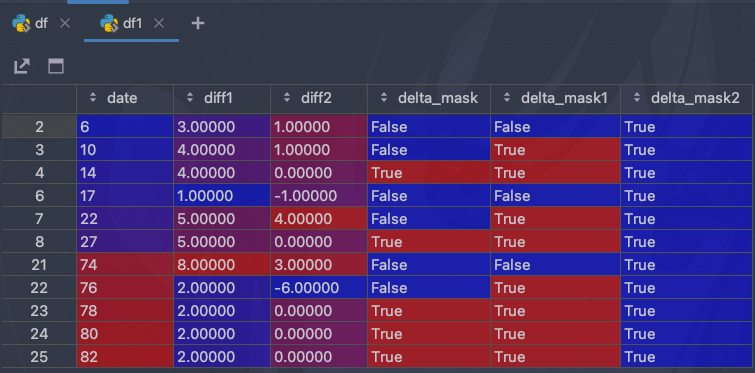 df × df1 × +
date diff1 diff2 delta_mask delta_mask1 delta_mask2
2 6 3.00000 1.00000 False False True
3 10 4.00000 1.00000 False True True
4 14 4.00000 0.00000 True True True
6 17 1.00000 -1.00000 False False True
7 22 5.00000 4.00000 False True True
8 27 5.00000 0.00000 True True True
21 74 8.00000 3.00000 False False True
22 76 2.00000 -6.00000 False True True
23 78 2.00000 0.00000 True True True
24 80 2.00000 0.00000 True True True
25 82 2.00000 0.00000 True True True